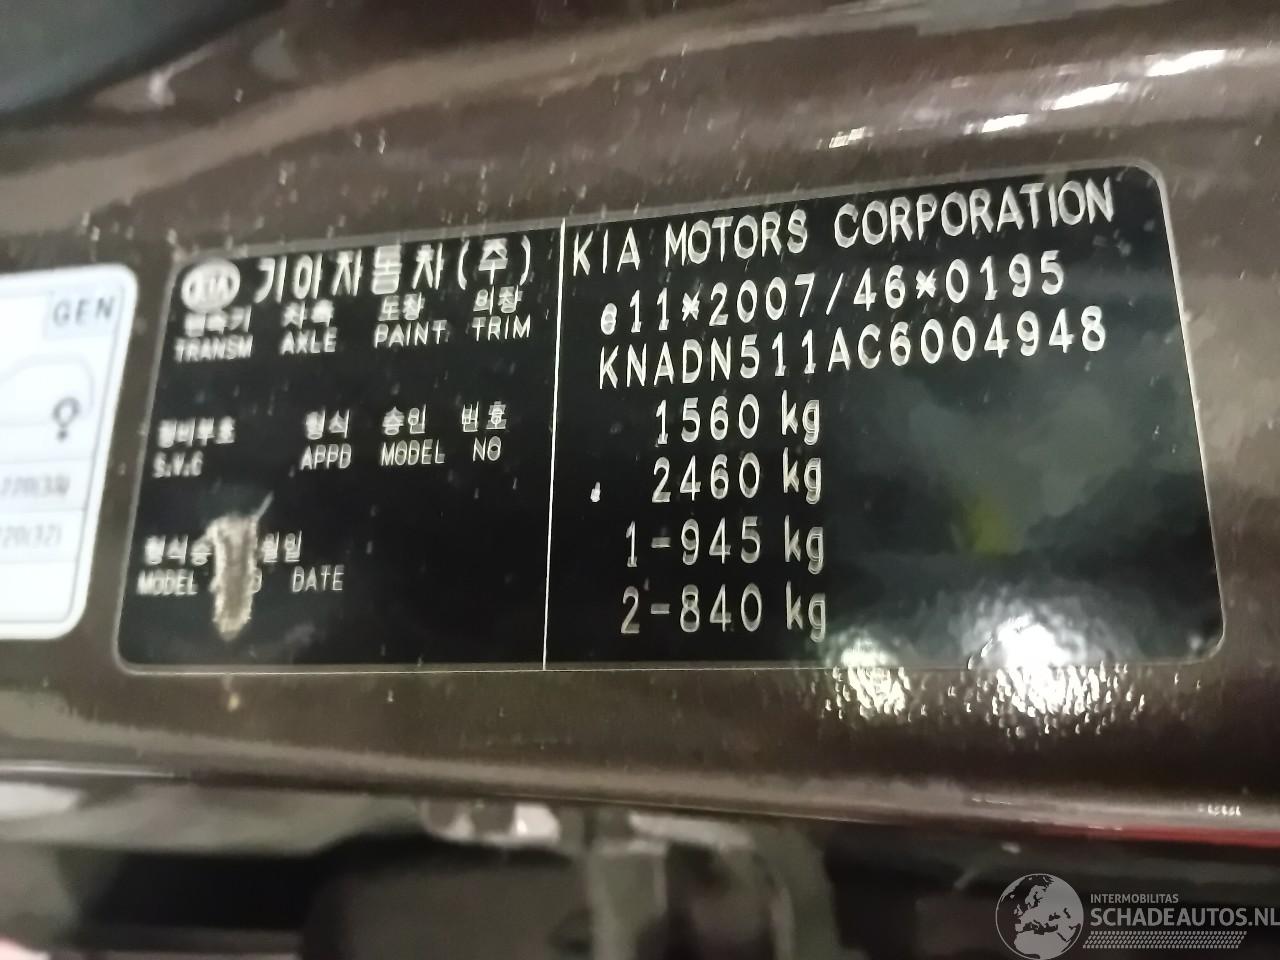 GEN
KIA 기아자동차(주)
변속기 차축 도장 의장
TRANSM AXLE PAINT TRIM
정비부호 형식 승인 번호
S.V.C APPD MODEL NO
형식승 월일
MODEL DATE
KIA MOTORS CORPORATION
e11*2007/46*0195
KNADN511AC6004948
1560 kg
2460 kg
1-945 kg
2-840 kg
INTERMOBILITAS
SCHADEAUTOS.NL